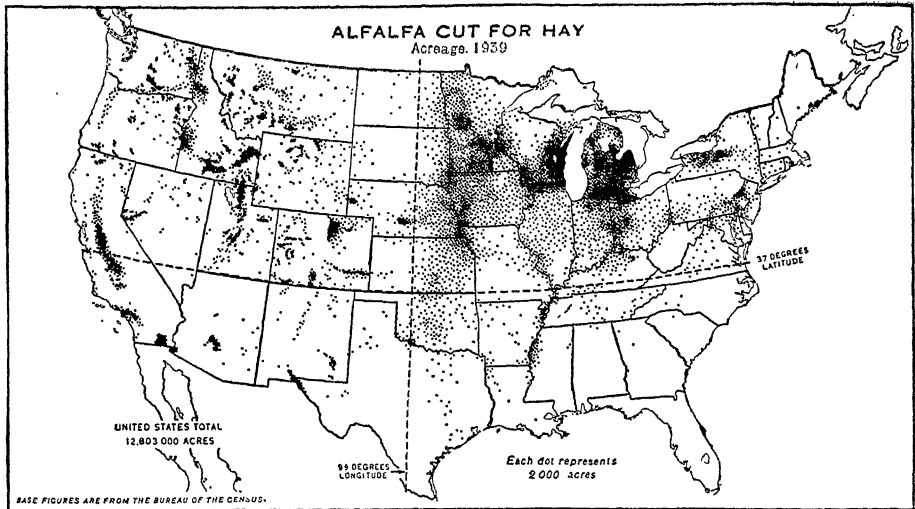 ALFALFA CUT FOR HAY
Acreage, 1939
37 DEGREES
LATITUDE
UNITED STATES TOTAL
12,803 000 ACRES
99 DEGREES
LONGITUDE
Each dot represents
2 000 acres
BASE FIGURES ARE FROM THE BUREAU OF THE CENSUS.